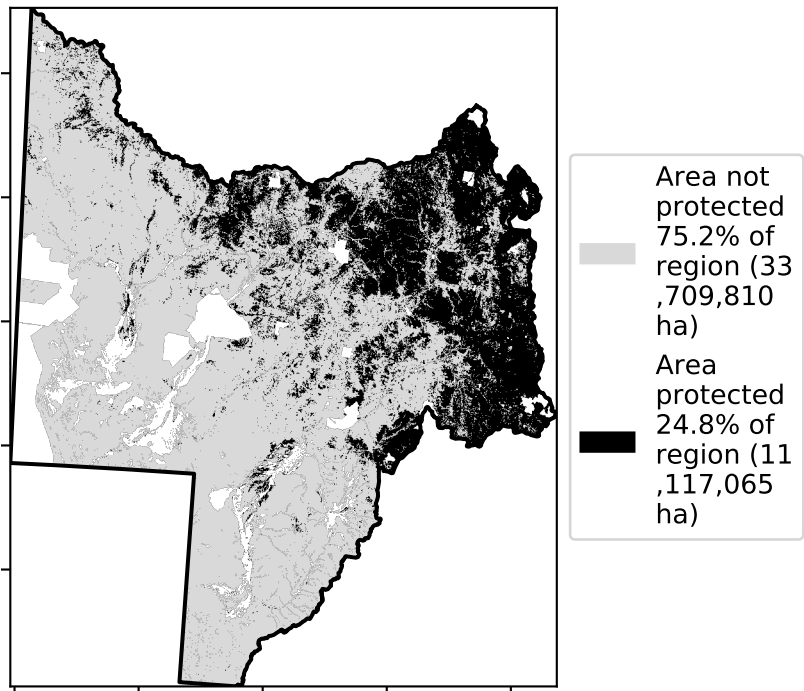 Area not
protected
75.2% of
region (33
,709,810
ha)
Area
protected
24.8% of
region (11
,117,065
ha)